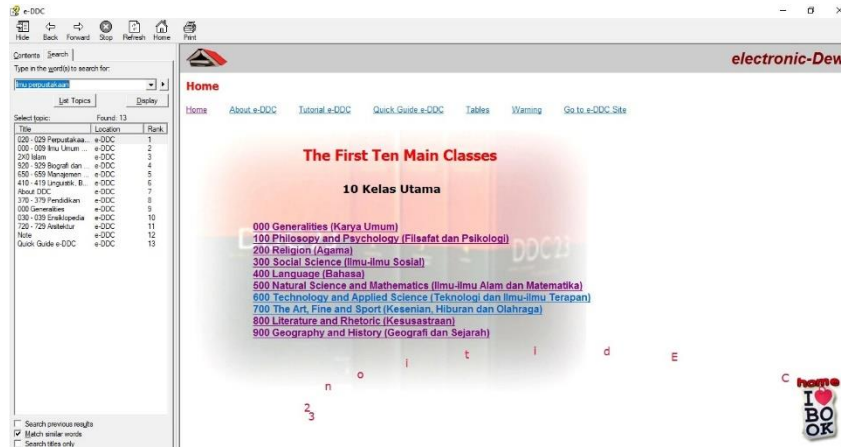 e-DDC
Hide Back Forward Stop Refresh Home Print
Contents Search
Type in the word(s) to search for:
Ilmu perpustakaan
List Topics Display
Select topic: Found: 13
Title Location Rank
020 - 029 Perpustakaa... e-DDC 1
000 - 009 Ilmu Umum ... e-DDC 2
2X0 Islam e-DDC 3
920 - 929 Biografi dan ... e-DDC 4
650 - 659 Manajemen ... e-DDC 5
410 - 419 Linguistik, B... e-DDC 6
About DDC e-DDC 7
370 - 379 Pendidikan e-DDC 8
000 Generalities e-DDC 9
030 - 039 Ensiklopedia e-DDC 10
720 - 729 Arsitektur e-DDC 11
Note e-DDC 12
Quick Guide e-DDC e-DDC 13
Search previous results
Match similar words
Search titles only
electronic-Dew
Home
Home About e-DDC Tutorial e-DDC Quick Guide e-DDC Tables Warning Go to e-DDC Site
The First Ten Main Classes
10 Kelas Utama
000 Generalities (Karya Umum)
100 Philosopy and Psychology (Filsafat dan Psikologi)
200 Religion (Agama)
300 Social Science (Ilmu-ilmu Sosial)
400 Language (Bahasa)
500 Natural Science and Mathematics (Ilmu-ilmu Alam dan Matematika)
600 Technology and Applied Science (Teknologi dan Ilmu-ilmu Terapan)
700 The Art, Fine and Sport (Kesenian, Hiburan dan Olahraga)
800 Literature and Rhetoric (Kesusastraan)
900 Geography and History (Geografi dan Sejarah)
DDC23
2 3 n o i t i d E C
home
I
BO
OK